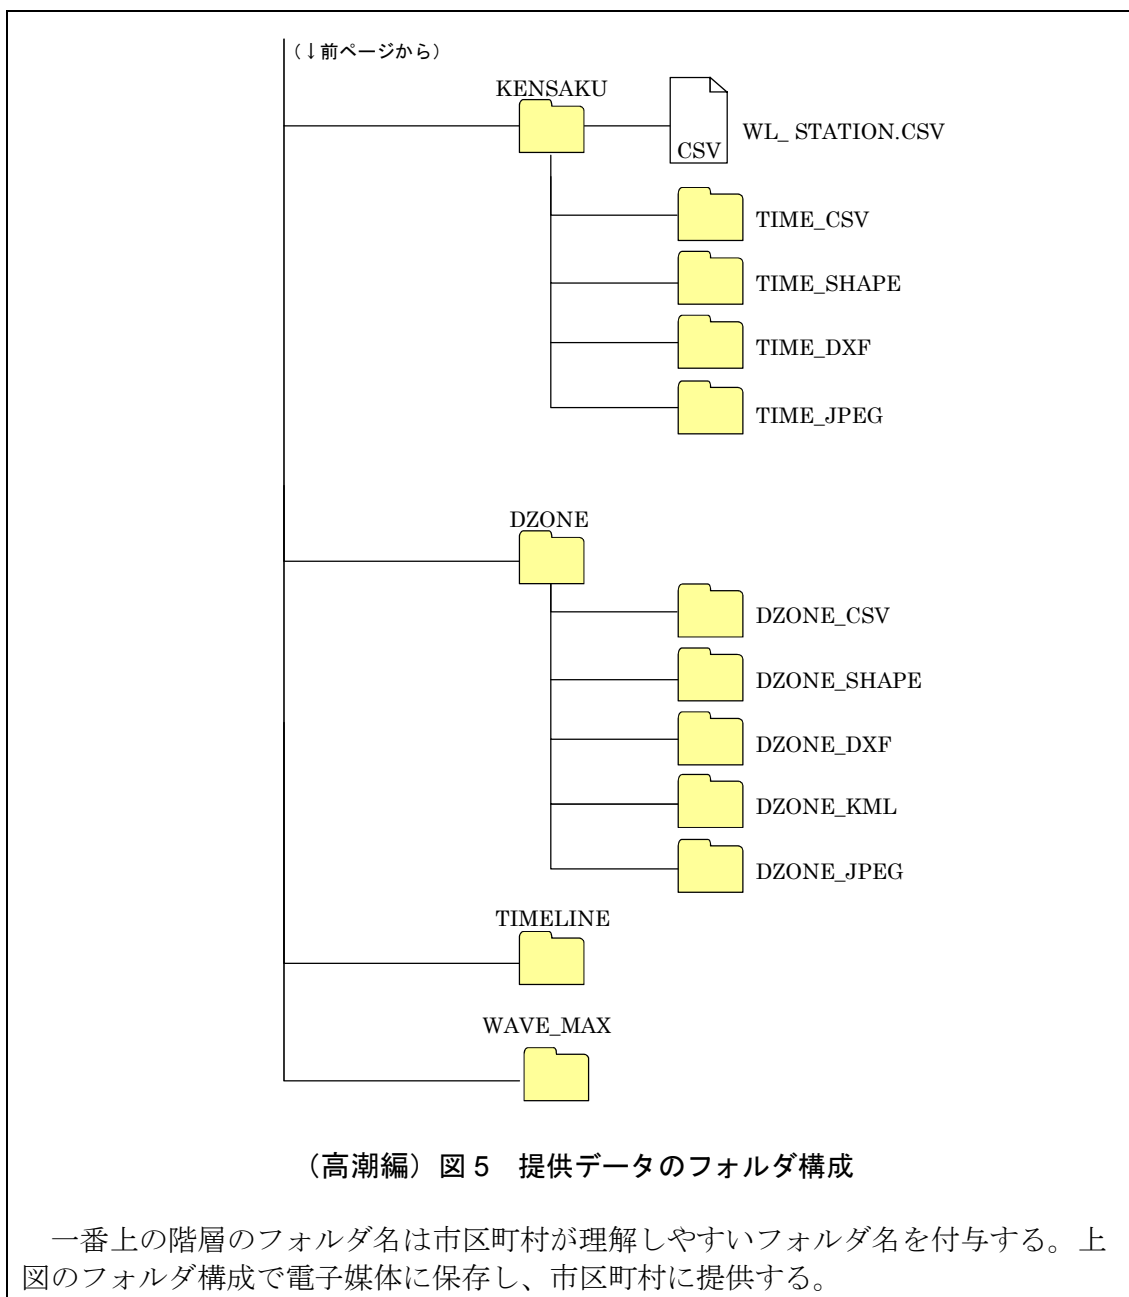 (↓前ページから)
KENSAKU
CSV
WL_ STATION.CSV
TIME_CSV
TIME_SHAPE
TIME_DXF
TIME_JPEG
DZONE
DZONE_CSV
DZONE_SHAPE
DZONE_DXF
DZONE_KML
DZONE_JPEG
TIMELINE
WAVE_MAX
（高潮編）図 5　提供データのフォルダ構成
一番上の階層のフォルダ名は市区町村が理解しやすいフォルダ名を付与する。上
図のフォルダ構成で電子媒体に保存し、市区町村に提供する。